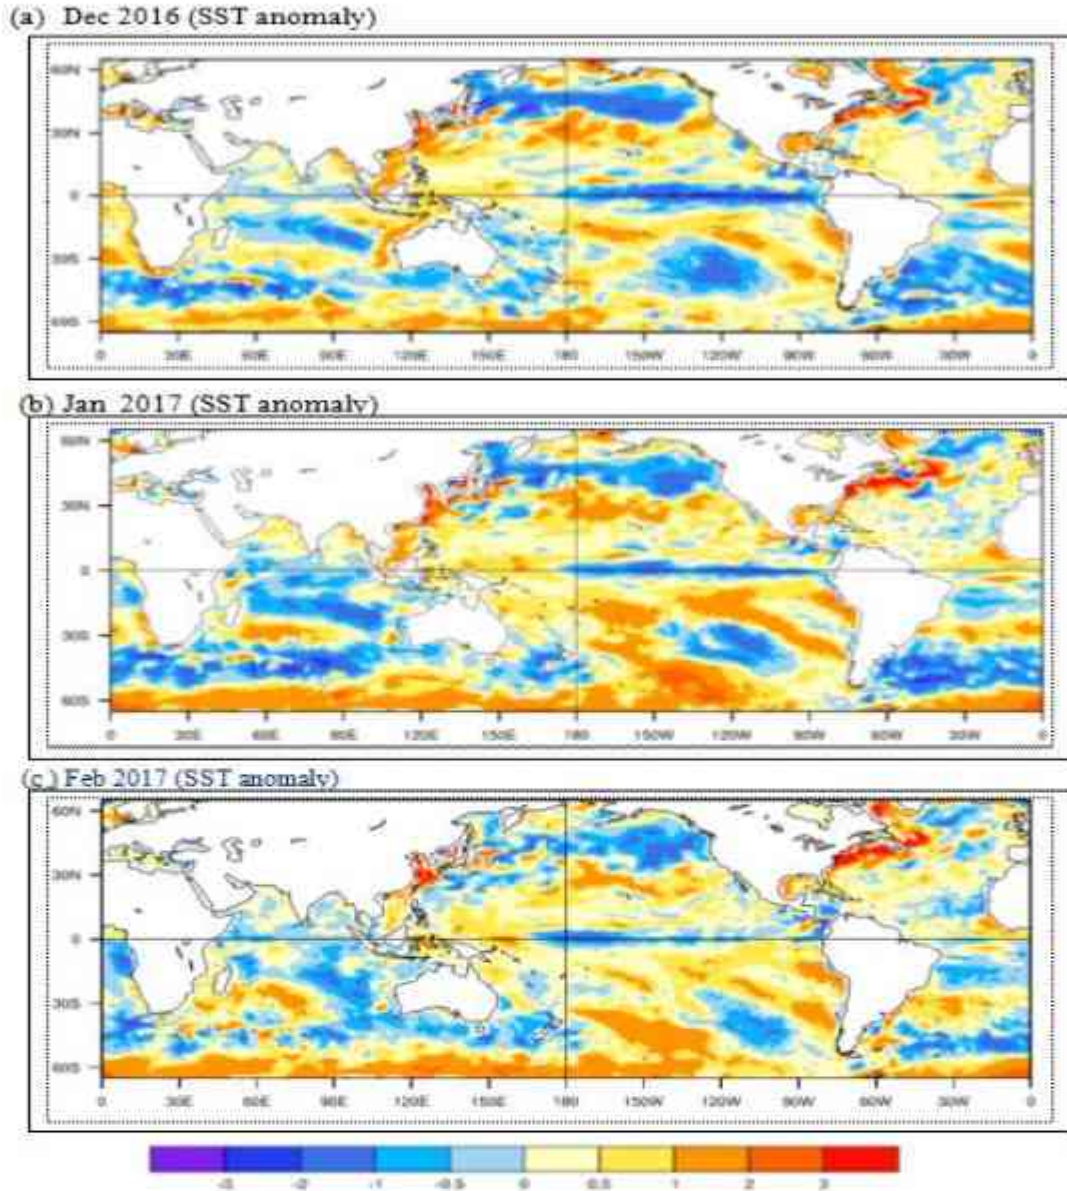 (a) Dec 2016 (SST anomaly)
60N
30N
0
30S
60S
0 30E 60E 90E 120E 150E 180 150W 120W 90W 60W 30W 0
(b) Jan 2017 (SST anomaly)
60N
30N
0
30S
60S
0 30E 60E 90E 120E 150E 180 150W 120W 90W 60W 30W 0
(c) Feb 2017 (SST anomaly)
60N
30N
0
30S
60S
0 30E 60E 90E 120E 150E 180 150W 120W 90W 60W 30W 0
-3 -2 -1 -0.5 0 0.5 1 2 3